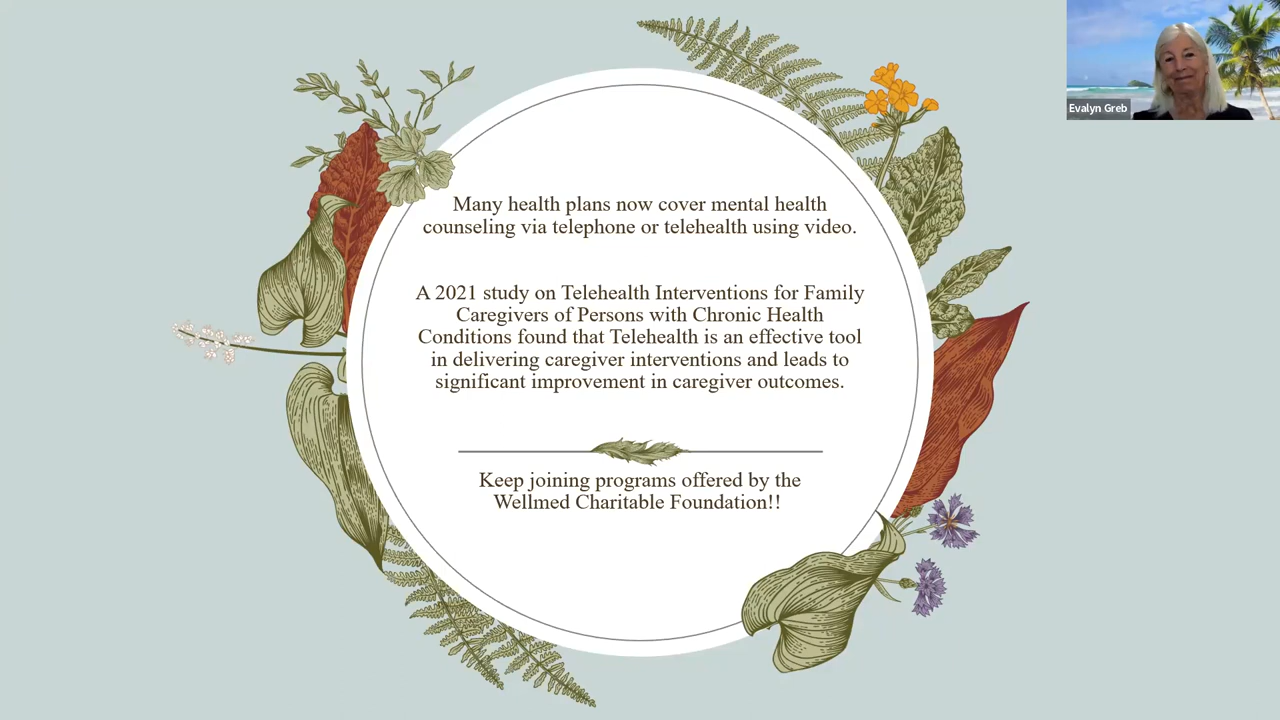 Evalyn Greb
Many health plans now cover mental health
counseling via telephone or telehealth using video.
A 2021 study on Telehealth Interventions for Family
Caregivers of Persons with Chronic Health
Conditions found that Telehealth is an effective tool
in delivering caregiver interventions and leads to
significant improvement in caregiver outcomes.
Keep joining programs offered by the
Wellmed Charitable Foundation!!